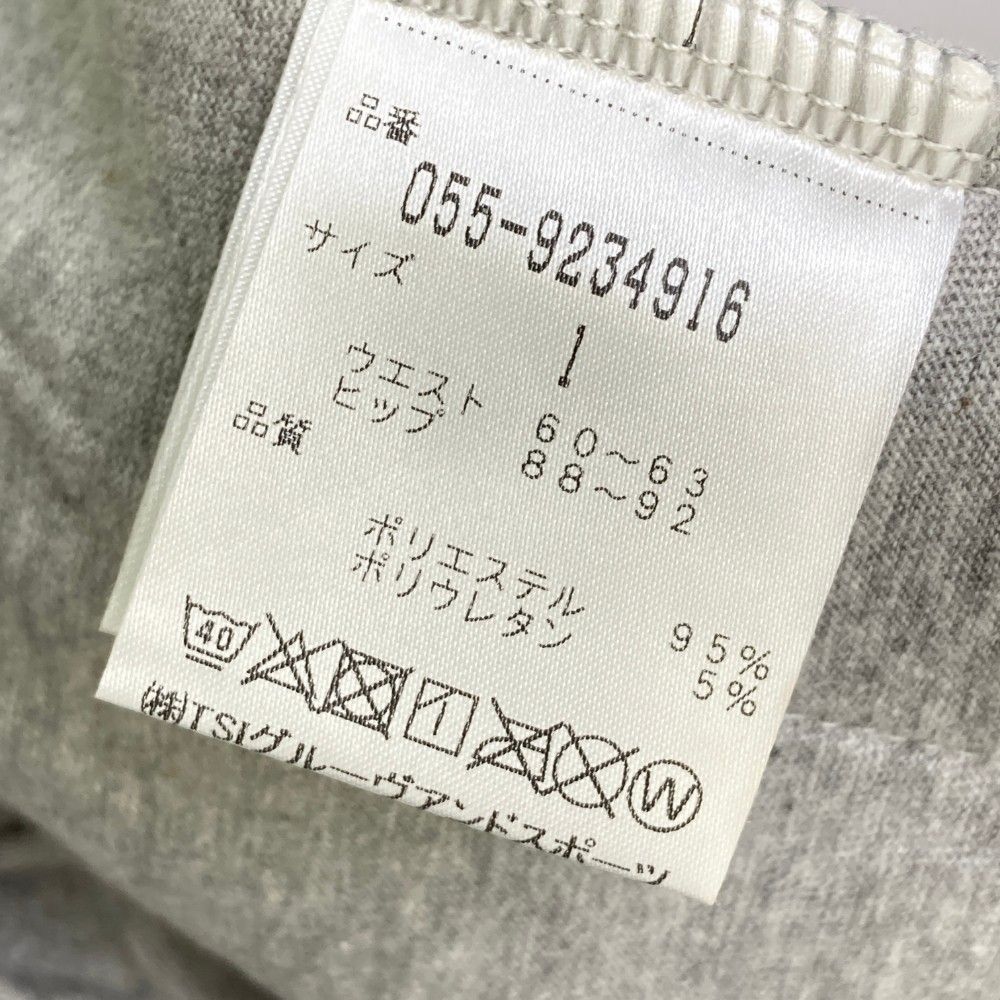 品番
055-9234916
サイズ
1
ウエスト 60～63
ヒップ 88～92
品質
ポリエステル 95%
ポリウレタン 5%
40
1
W
㈱TSIグルーヴアンドスポーツ